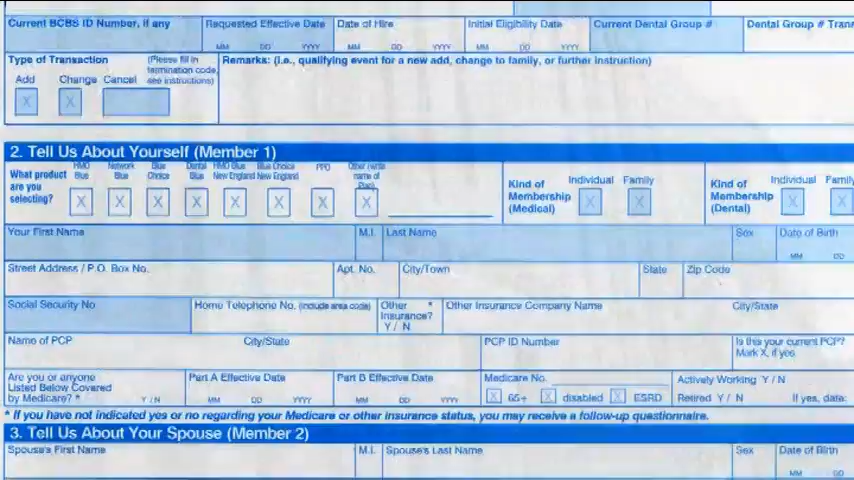 Current BCBS ID Number, if any Requested Effective Date Date of Hire Initial Eligibility Date Current Dental Group # Dental Group #
MM DD YYYY MM DD YYYY MM DD YYYY
Type of Transaction (Please fill in termination code, see instructions) Remarks: (i.e., qualifying event for a new add, change to family, or further instruction)
Add Change Cancel
X X
2. Tell Us About Yourself (Member 1)
What product are you selecting? HMO Blue Network Blue Blue Choice Dental Blue HMO Blue New England Blue Choice New England PPO Other (write name of Plan) Kind of Membership (Medical) Individual Family Kind of Membership (Dental) Individual Family
X X X X X X X X X X X X
Your First Name M.I. Last Name Sex Date of Birth
MM DD
Street Address / P.O. Box No. Apt. No. City/Town State Zip Code
Social Security No Home Telephone No. (include area code) Other * Insurance? Y / N Other Insurance Company Name City/State
Name of PCP City/State PCP ID Number Is this your current PCP? Mark X, if yes
Are you or anyone Listed Below Covered by Medicare? * Y / N Part A Effective Date MM DD YYYY Part B Effective Date MM DD YYYY Medicare No. X 65+ X disabled X ESRD Actively Working Y / N Retired Y / N If yes, date:
* If you have not indicated yes or no regarding your Medicare or other insurance status, you may receive a follow-up questionnaire.
3. Tell Us About Your Spouse (Member 2)
Spouse's First Name M.I. Spouse's Last Name Sex Date of Birth
MM DD